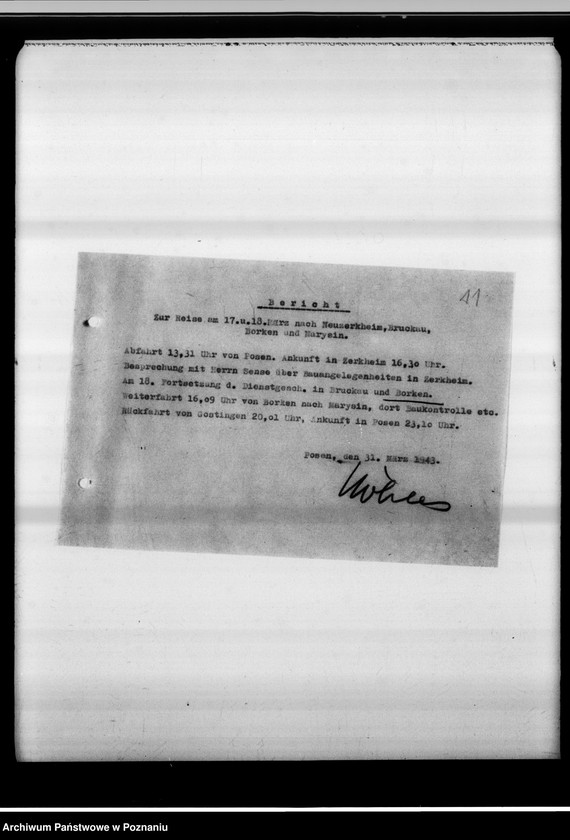 11
Bericht
Zur Reise am 17.u.18.März nach Neuzerkheim,Bruckau,
Borken und Marysin.
Abfahrt 13,31 Uhr von Posen. Ankunft in Zerkheim 16,30 Uhr.
Besprechung mit Herrn Sense über Bauangelegenheiten in Zerkheim.
Am 18. Fortsetzung d. Dienstgesch. in Bruckau und Borken.
Weiterfahrt 16,09 Uhr von Borken nach Marysin, dort Baukontrolle etc.
Rückfahrt von Gostingen 20,01 Uhr, Ankunft in Posen 23,10 Uhr.
Posen, den 31. März 1943.
Archiwum Państwowe w Poznaniu